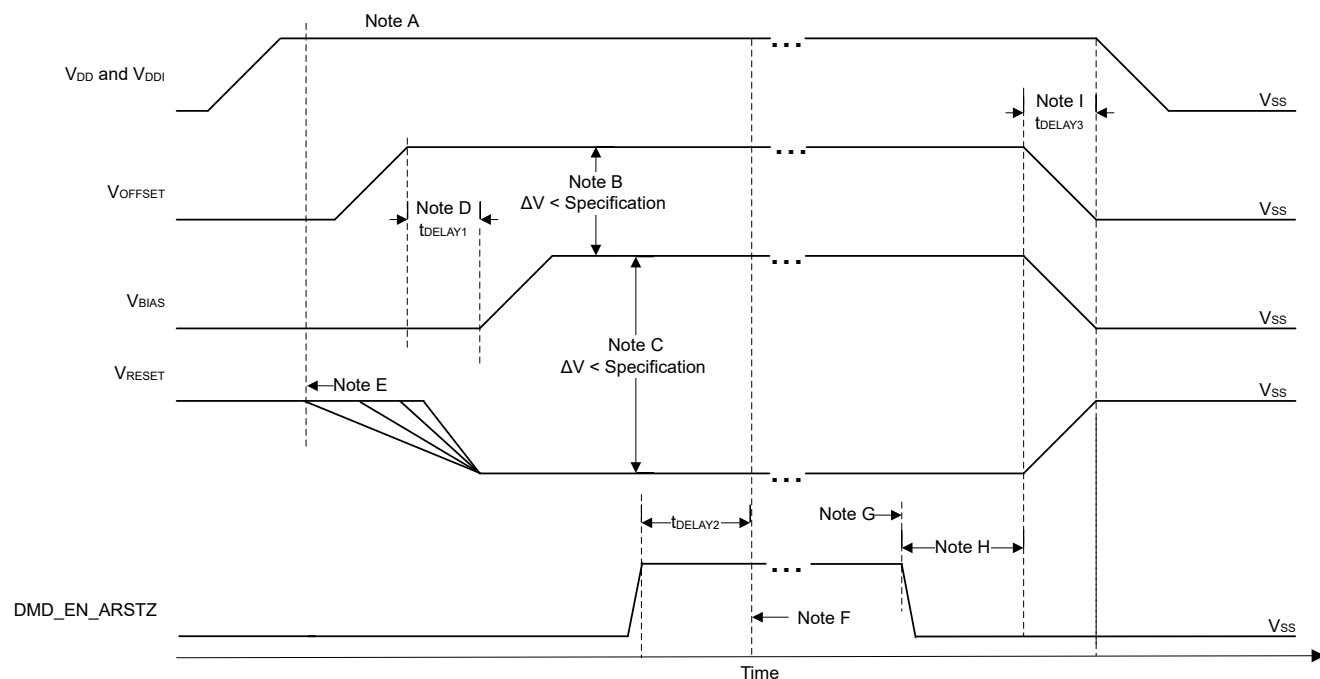 Note A
VDD and VDDI
VSS
Note I
tDELAY3
VOFFSET
Note B
ΔV < Specification
Note D
tDELAY1
VSS
VBIAS
VSS
Note C
ΔV < Specification
VRESET
Note E
VSS
tDELAY2
Note G
Note H
DMD_EN_ARSTZ
Note F
VSS
Time